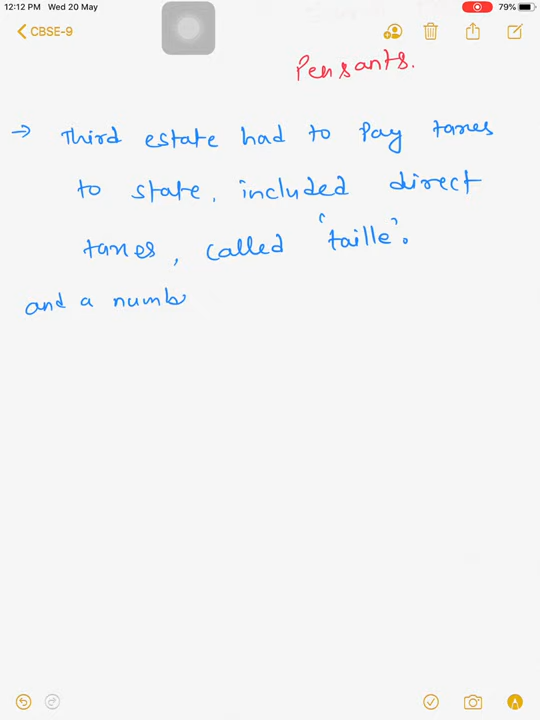 12:12 PM Wed 20 May
79%
CBSE-9
Pensants.
→ Third estate had to Pay taxes
to state, included direct
taxes, called 'taille'.
and a numb